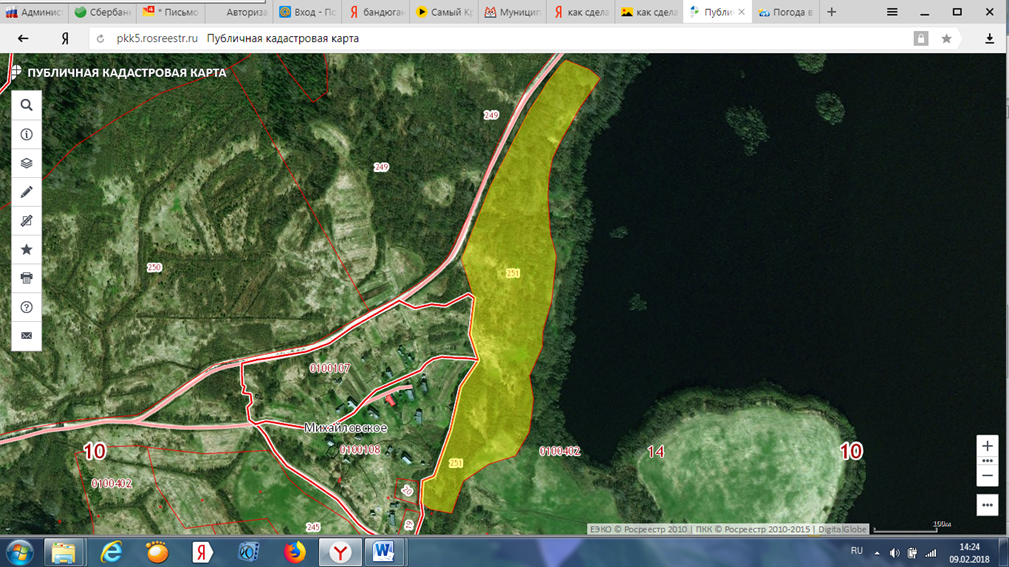 Админис
Сбербан
* Письмо
Авториза
Вход - По
бандюган
Самый Кр
Муницип
как сдела
как сдела
Публи
Погода в
pkk5.rosreestr.ru Публичная кадастровая карта
ПУБЛИЧНАЯ КАДАСТРОВАЯ КАРТА
249
249
250
251
0100107
Михайловское
0100108
251
0100402
14
10
10
0100402
20
245
ЕЭКО © Росреестр 2010 | ПКК © Росреестр 2010-2015 | DigitalGlobe
RU
14:24
09.02.2018